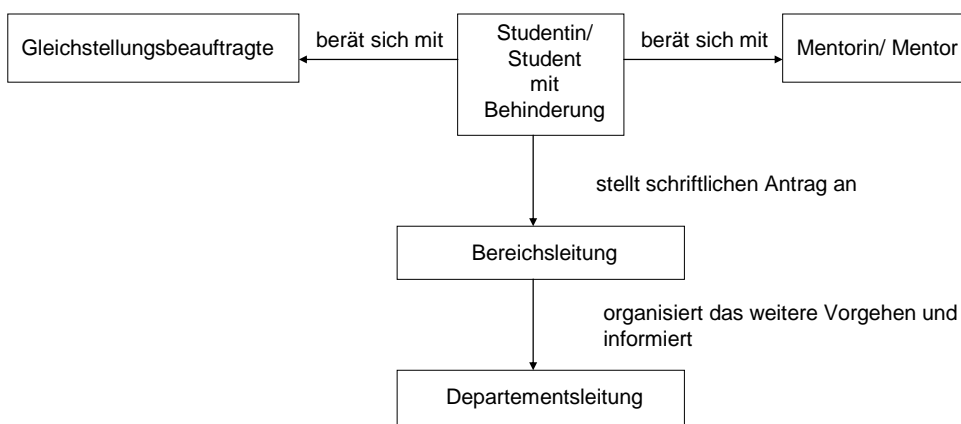 Gleichstellungsbeauftragte
berät sich mit
Studentin/
Student
mit
Behinderung
berät sich mit
Mentorin/ Mentor
stellt schriftlichen Antrag an
Bereichsleitung
organisiert das weitere Vorgehen und
informiert
Departementsleitung